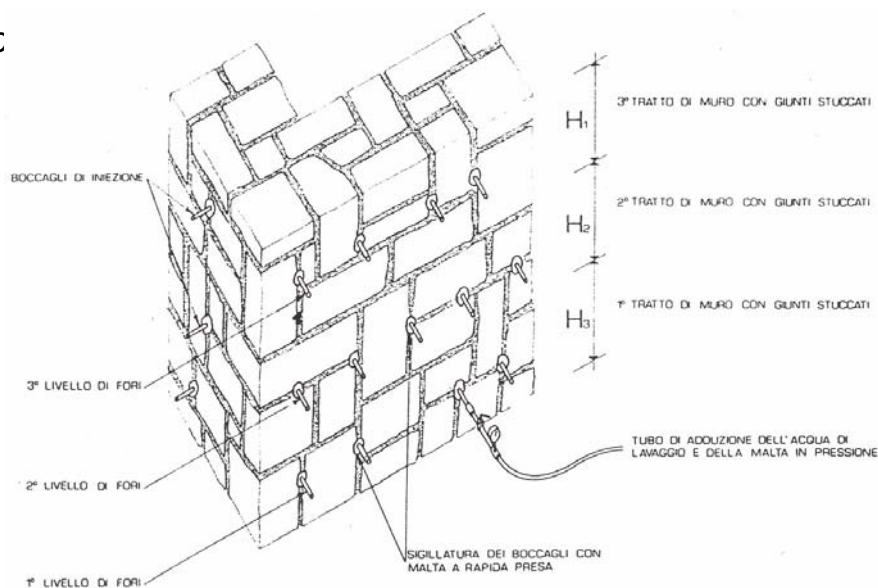 BOCCAGLI DI INIEZIONE
3° LIVELLO DI FORI
2° LIVELLO DI FORI
1° LIVELLO DI FORI
H1
H2
H3
3° TRATTO DI MURO CON GIUNTI STUCCATI
2° TRATTO DI MURO CON GIUNTI STUCCATI
1° TRATTO DI MURO CON GIUNTI STUCCATI
TUBO DI ADDUZIONE DELL'ACQUA DI
LAVAGGIO E DELLA MALTA IN PRESSIONE
SIGILLATURA DEI BOCCAGLI CON
MALTA A RAPIDA PRESA